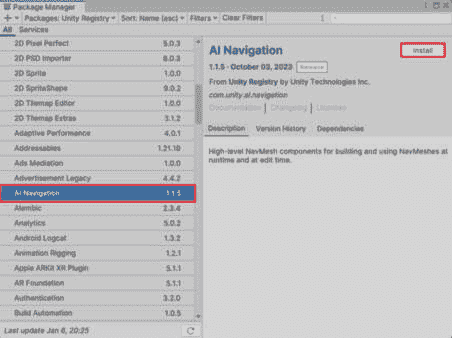 Package Manager
Packages: Unity Registry
Sort: Name (asc)
Filters
Clear Filters
All
Services
2D Pixel Perfect 5.0.3
2D PSD Importer 8.0.3
2D Sprite 1.0.0
2D SpriteShape 9.0.2
2D Tilemap Editor 1.0.0
2D Tilemap Extras 3.1.2
Adaptive Performance 4.0.1
Addressables 1.21.19
Ads Mediation 1.0.0
Advertisement Legacy 4.4.2
AI Navigation 1.1.5
Alembic 2.3.4
Analytics 5.0.2
Android Logcat 1.3.2
Animation Rigging 1.2.1
Apple ARKit XR Plugin 5.1.1
AR Foundation 5.1.1
Authentication 3.2.0
Build Automation 1.0.5
Last update Jan 6, 20:25
AI Navigation
Install
1.1.5 · October 03, 2023
Release
From Unity Registry by Unity Technologies Inc.
com.unity.ai.navigation
Documentation
Changelog
Licenses
Description
Version History
Dependencies
High-level NavMesh components for building and using NavMeshes at
runtime and at edit time.